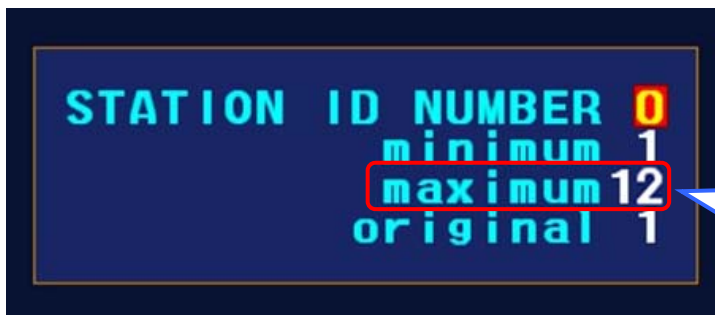 STATION ID NUMBER 0
minimum 1
maximum 12
original 1